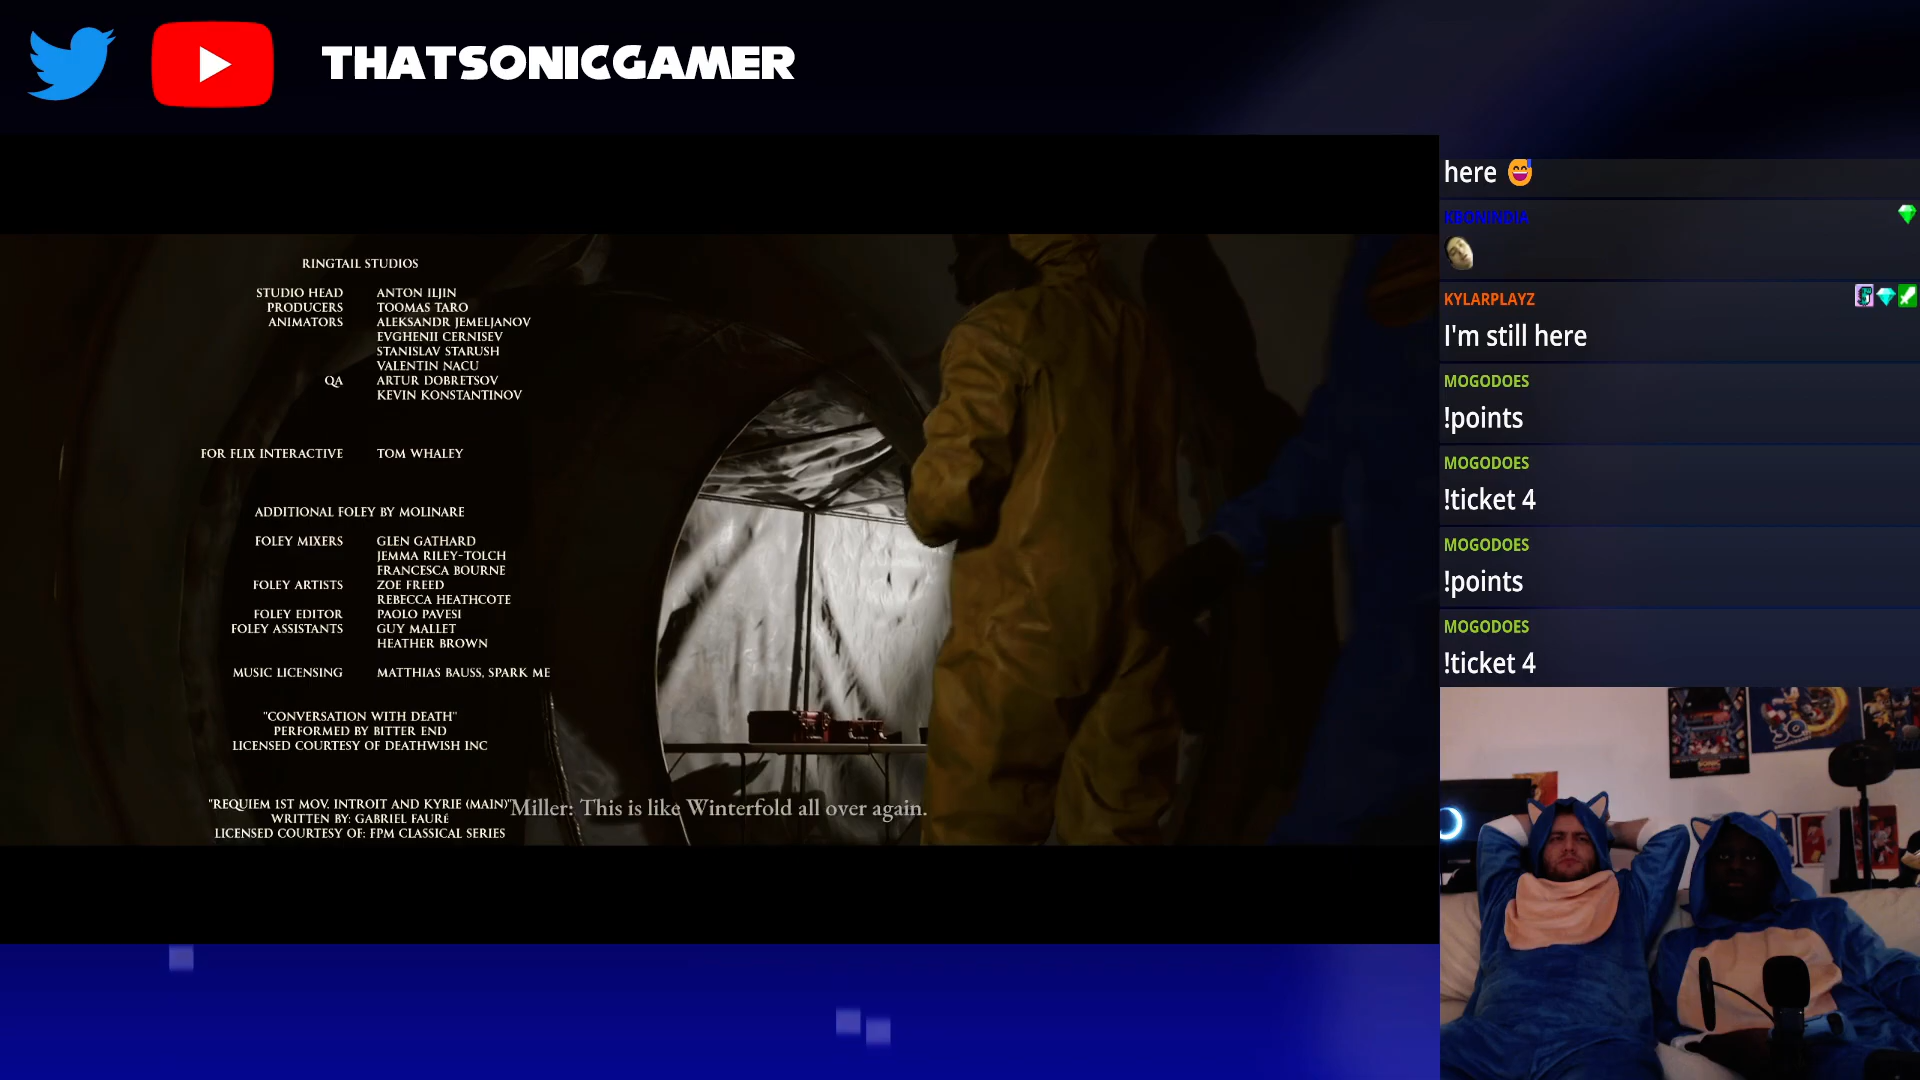 THATSONICGAMER
RINGTAIL STUDIOS
STUDIO HEAD ANTON ILJIN
PRODUCERS TOOMAS TARO
ANIMATORS ALEKSANDR JEMELJANOV
EVGHENII CERNISEV
STANISLAV STARUSH
VALENTIN NACU
QA ARTUR DOBRETSOV
KEVIN KONSTANTINOV
FOR FLIX INTERACTIVE TOM WHALEY
ADDITIONAL FOLEY BY MOLINARE
FOLEY MIXERS GLEN GATHARD
JEMMA RILEY-TOLCH
FRANCESCA BOURNE
FOLEY ARTISTS ZOE FREED
REBECCA HEATHCOTE
FOLEY EDITOR PAOLO PAVESI
FOLEY ASSISTANTS GUY MALLET
HEATHER BROWN
MUSIC LICENSING MATTHIAS BAUSS, SPARK ME
"CONVERSATION WITH DEATH"
PERFORMED BY BITTER END
LICENSED COURTESY OF DEATHWISH INC
"REQUIEM 1ST MOV. INTROIT AND KYRIE (MAIN)"
WRITTEN BY: GABRIEL FAURÉ
LICENSED COURTESY OF: FPM CLASSICAL SERIES
Miller: This is like Winterfold all over again.
here
KBONINDIA
KYLARPLAYZ
I'm still here
MOGODOES
!points
MOGODOES
!ticket 4
MOGODOES
!points
MOGODOES
!ticket 4